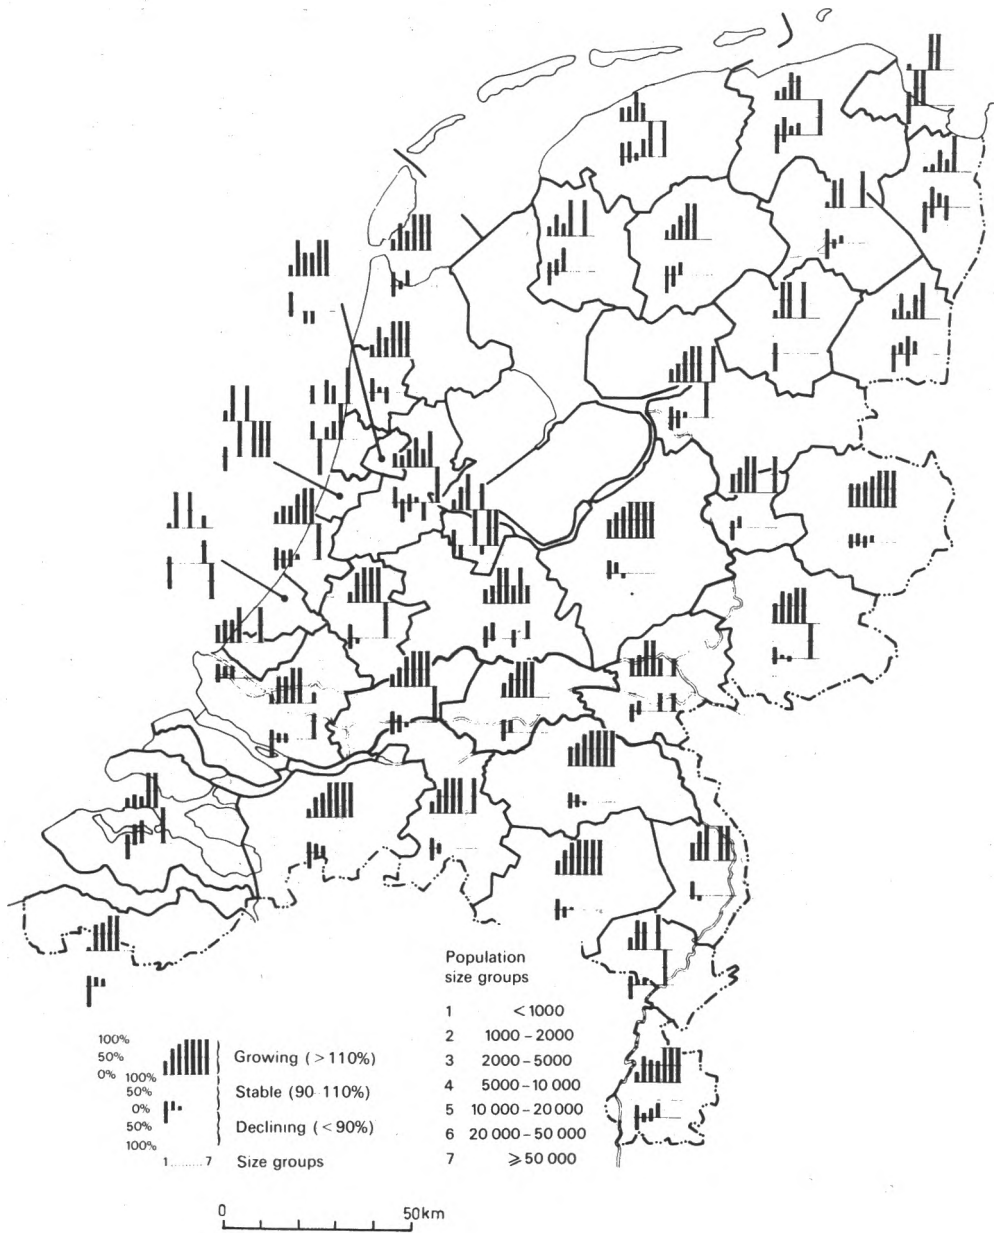 Population
size groups
1 < 1000
2 1000 – 2000
3 2000 – 5000
4 5000 – 10 000
5 10 000 – 20 000
6 20 000 – 50 000
7 ⩾ 50 000
100%
50%
0%
100%
50%
0%
50%
100%
Growing (> 110%)
Stable (90 110%)
Declining (< 90%)
1........7 Size groups
0 50km